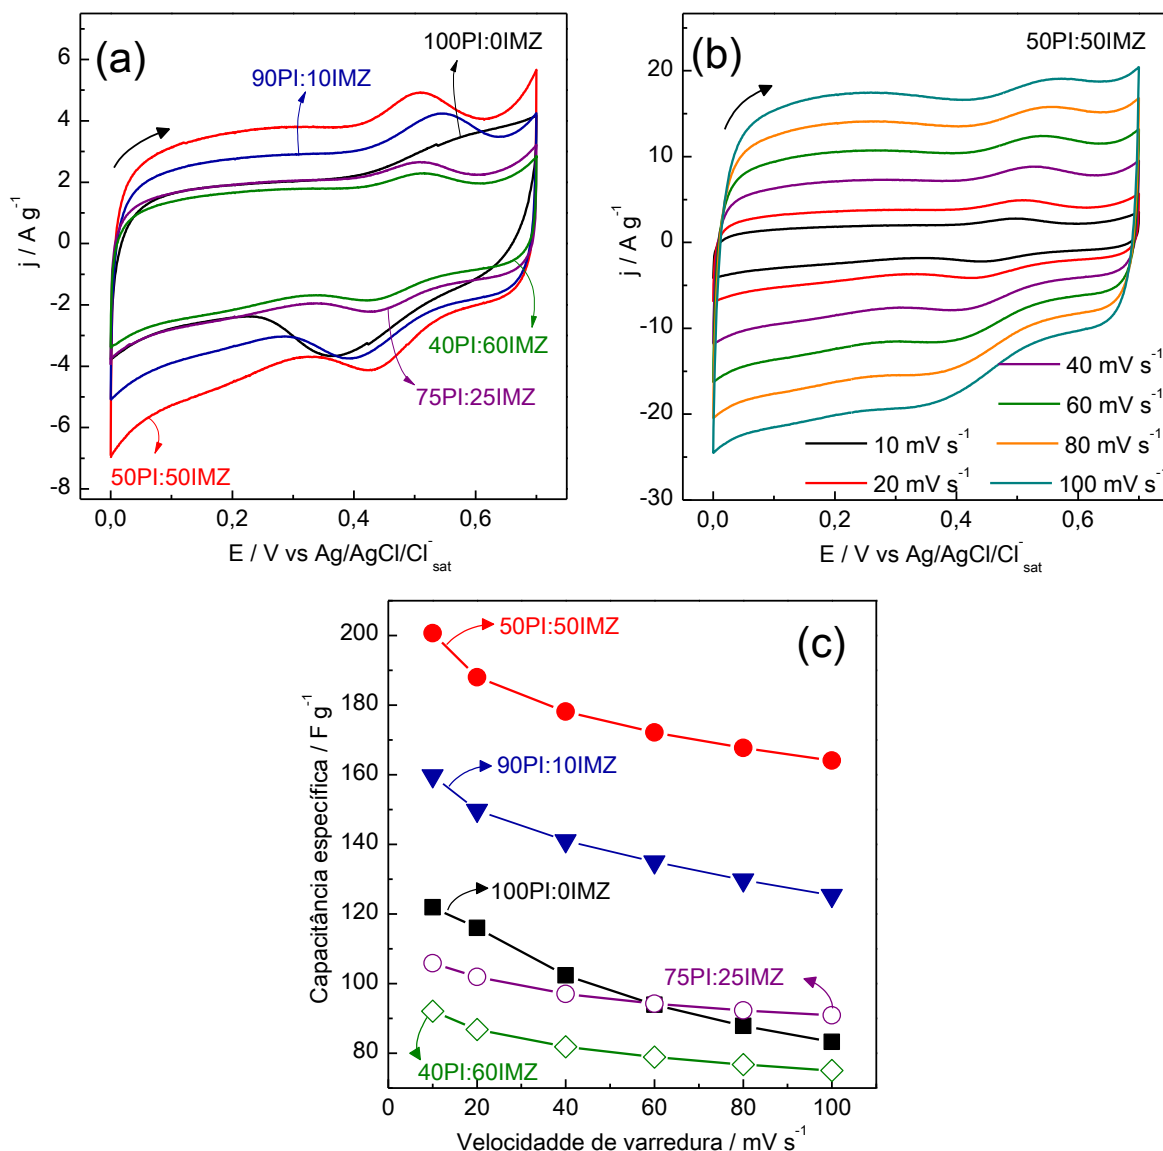 (a)
100PI:0IMZ
90PI:10IMZ
6
4
2
0
-2
-4
-6
-8
j / A g⁻¹
40PI:60IMZ
75PI:25IMZ
50PI:50IMZ
0,0 0,2 0,4 0,6
E / V vs Ag/AgCl/Cl⁻sat
(b)
50PI:50IMZ
20
10
0
-10
-20
-30
j / A g⁻¹
40 mV s⁻¹
60 mV s⁻¹
10 mV s⁻¹ 80 mV s⁻¹
20 mV s⁻¹ 100 mV s⁻¹
0,0 0,2 0,4 0,6
E / V vs Ag/AgCl/Cl⁻sat
(c)
50PI:50IMZ
90PI:10IMZ
100PI:0IMZ
75PI:25IMZ
40PI:60IMZ
200
180
160
140
120
100
80
Capacitância específica / F g⁻¹
0 20 40 60 80 100
Velocidadde de varredura / mV s⁻¹